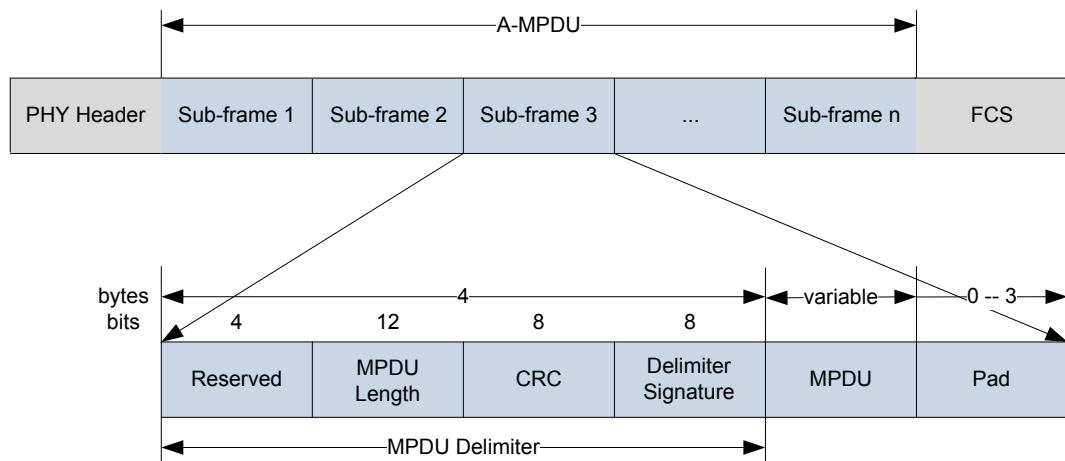 A-MPDU
PHY Header Sub-frame 1 Sub-frame 2 Sub-frame 3 ... Sub-frame n FCS
bytes 4 variable 0 -- 3
bits 4 12 8 8
Reserved MPDU Length CRC Delimiter Signature MPDU Pad
MPDU Delimiter